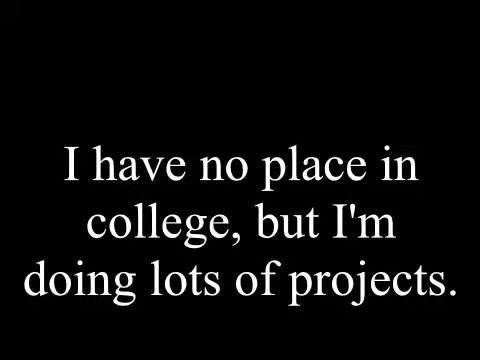 I have no place in
college, but I'm
doing lots of projects.